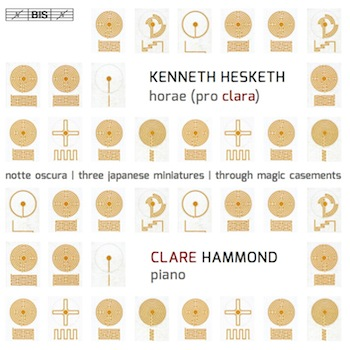 BIS
KENNETH HESKETH
horae (pro clara)
notte oscura | three japanese miniatures | through magic casements
CLARE HAMMOND
piano